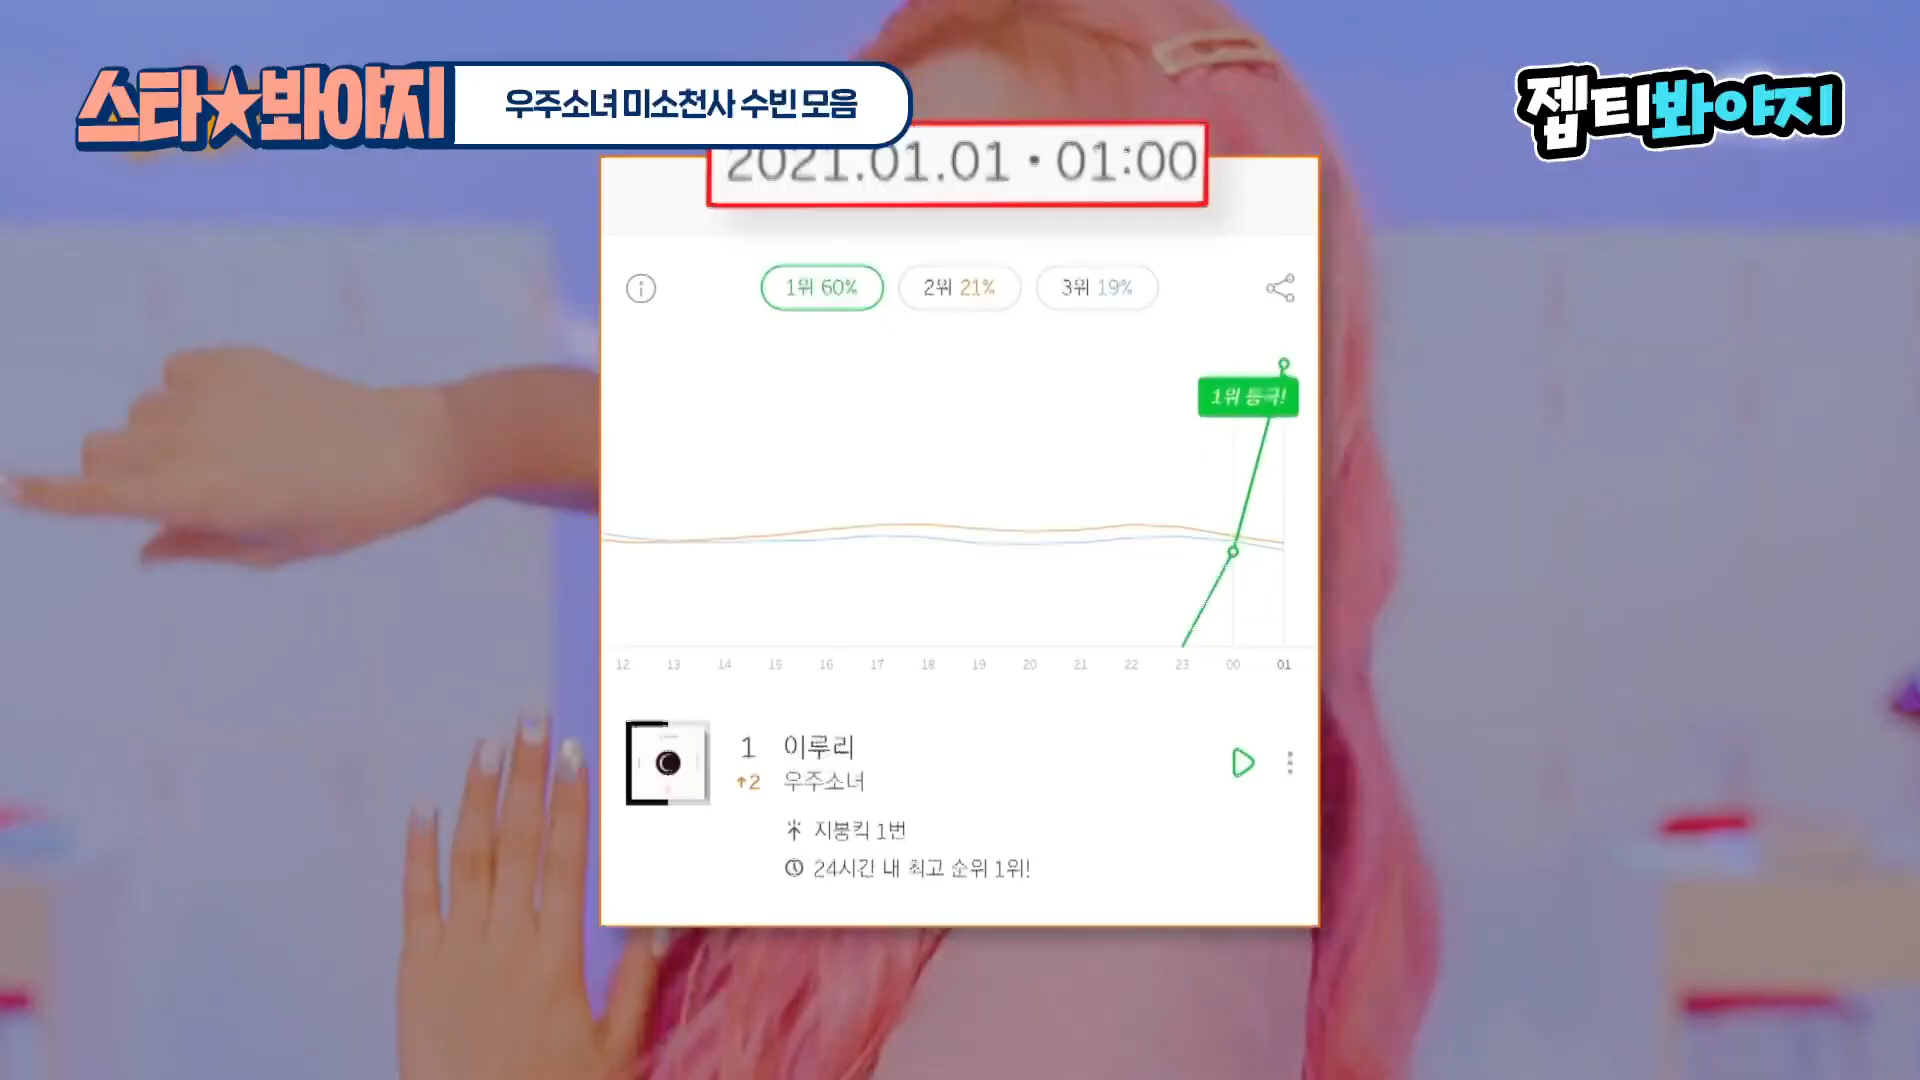 스타★봐야지
우주소녀 미소천사 수빈 모음
젭티봐야지
2021.01.01 • 01:00
1위 60%
2위 21%
3위 19%
1위 등극!
12 13 14 15 16 17 18 19 20 21 22 23 00 01
1 이루리
↑2 우주소녀
지붕킥 1번
24시간 내 최고 순위 1위!